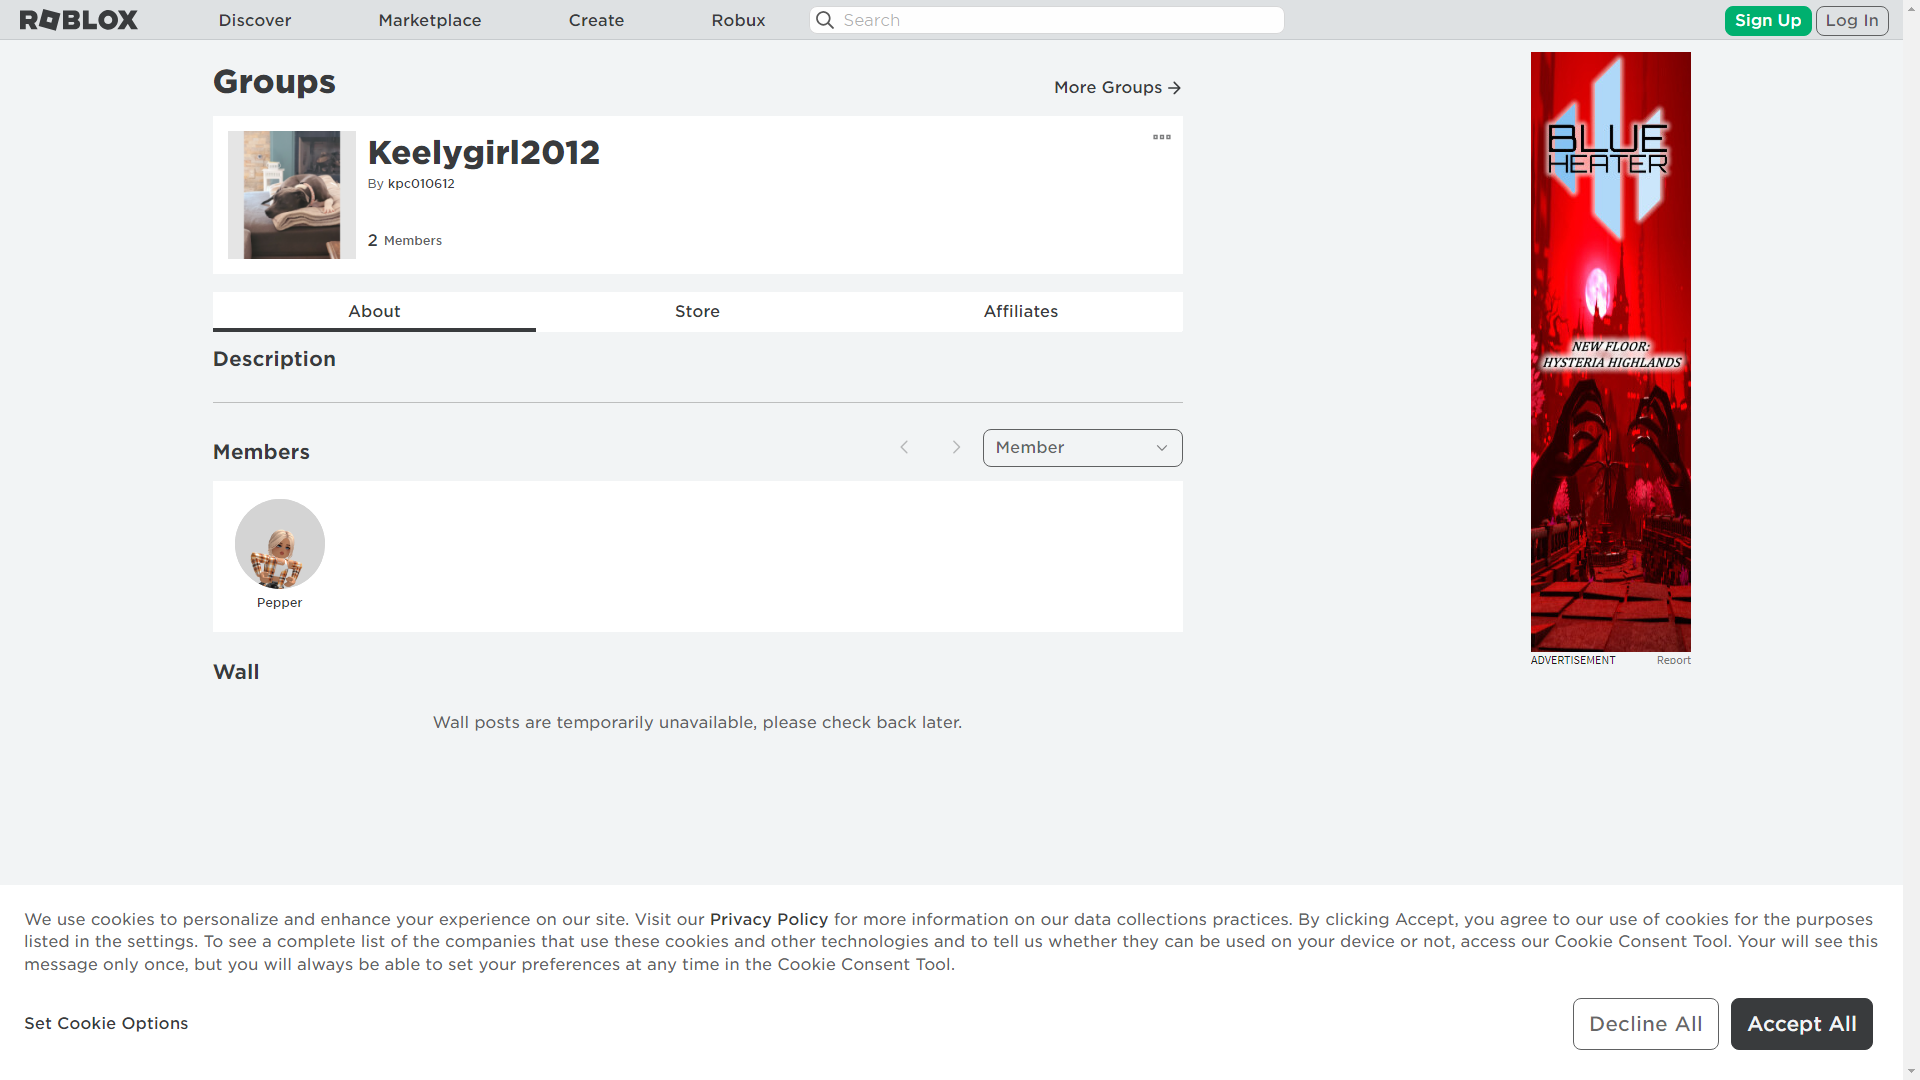 ROBLOX
Discover
Marketplace
Create
Robux
Search
Sign Up
Log In
Groups
More Groups
Keelygirl2012
By kpc010612
2 Members
About
Store
Affiliates
Description
Members
Member
Pepper
Wall
Wall posts are temporarily unavailable, please check back later.
BLUE
HEATER
NEW FLOOR:
HYSTERIA HIGHLANDS
ADVERTISEMENT
Report
We use cookies to personalize and enhance your experience on our site. Visit our Privacy Policy for more information on our data collections practices. By clicking Accept, you agree to our use of cookies for the purposes
listed in the settings. To see a complete list of the companies that use these cookies and other technologies and to tell us whether they can be used on your device or not, access our Cookie Consent Tool. Your will see this
message only once, but you will always be able to set your preferences at any time in the Cookie Consent Tool.
Set Cookie Options
Decline All
Accept All